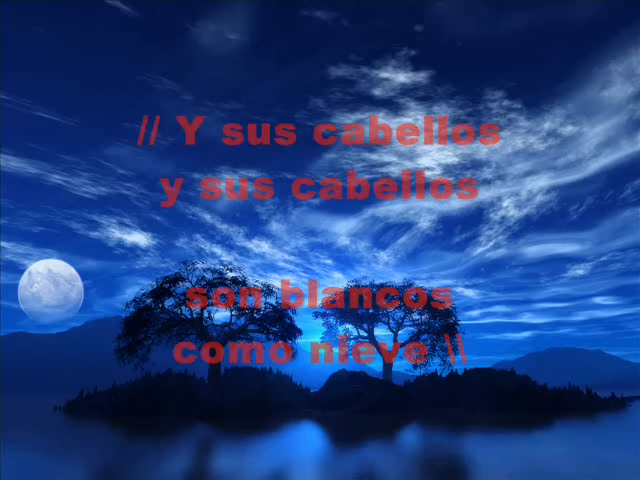 // Y sus cabellos
y sus cabellos
son blancos
como nieve \\